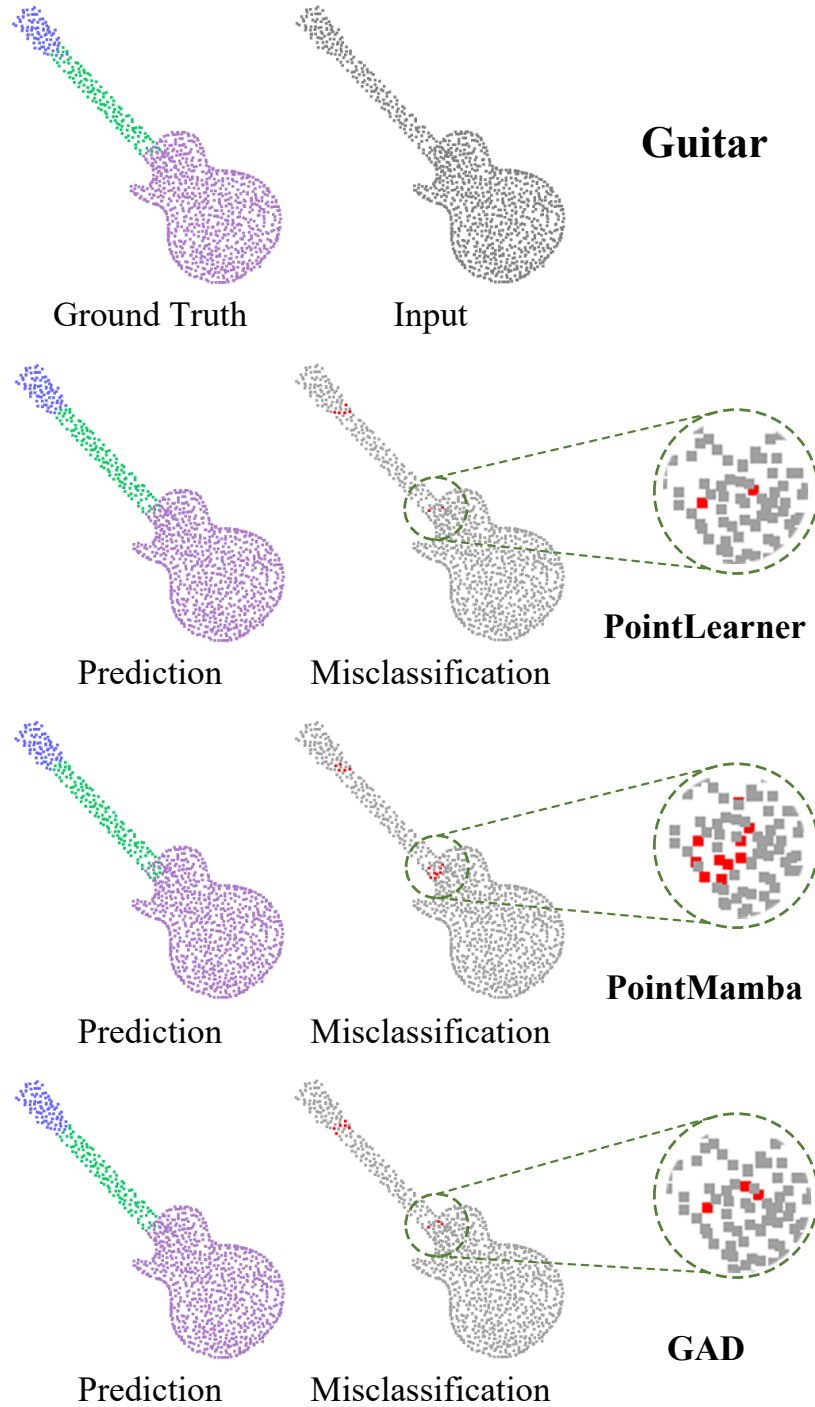 Guitar
Ground Truth
Input
PointLearner
Prediction
Misclassification
PointMamba
Prediction
Misclassification
GAD
Prediction
Misclassification